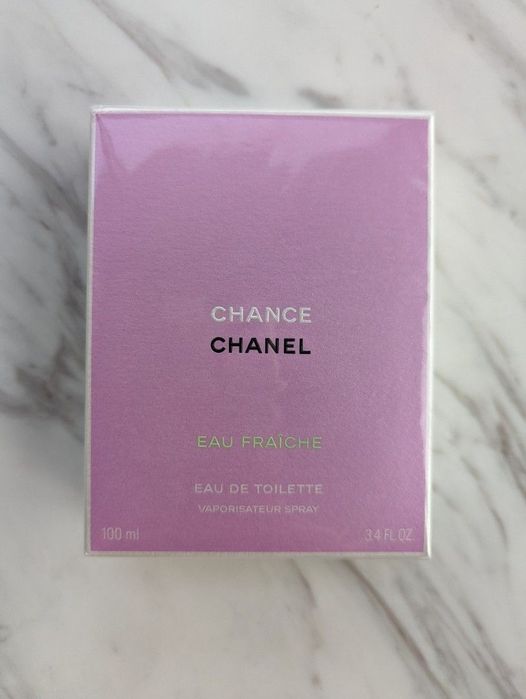 CHANCE
CHANEL
EAU FRAÎCHE
EAU DE TOILETTE
VAPORISATEUR SPRAY
100 ml 3.4 FL OZ